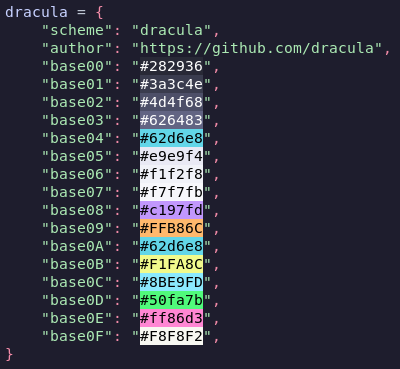 dracula = {
    "scheme": "dracula",
    "author": "https://github.com/dracula",
    "base00": "#282936",
    "base01": "#3a3c4e",
    "base02": "#4d4f68",
    "base03": "#626483",
    "base04": "#62d6e8",
    "base05": "#e9e9f4",
    "base06": "#f1f2f8",
    "base07": "#f7f7fb",
    "base08": "#c197fd",
    "base09": "#FFB86C",
    "base0A": "#62d6e8",
    "base0B": "#F1FA8C",
    "base0C": "#8BE9FD",
    "base0D": "#50fa7b",
    "base0E": "#ff86d3",
    "base0F": "#F8F8F2",
}